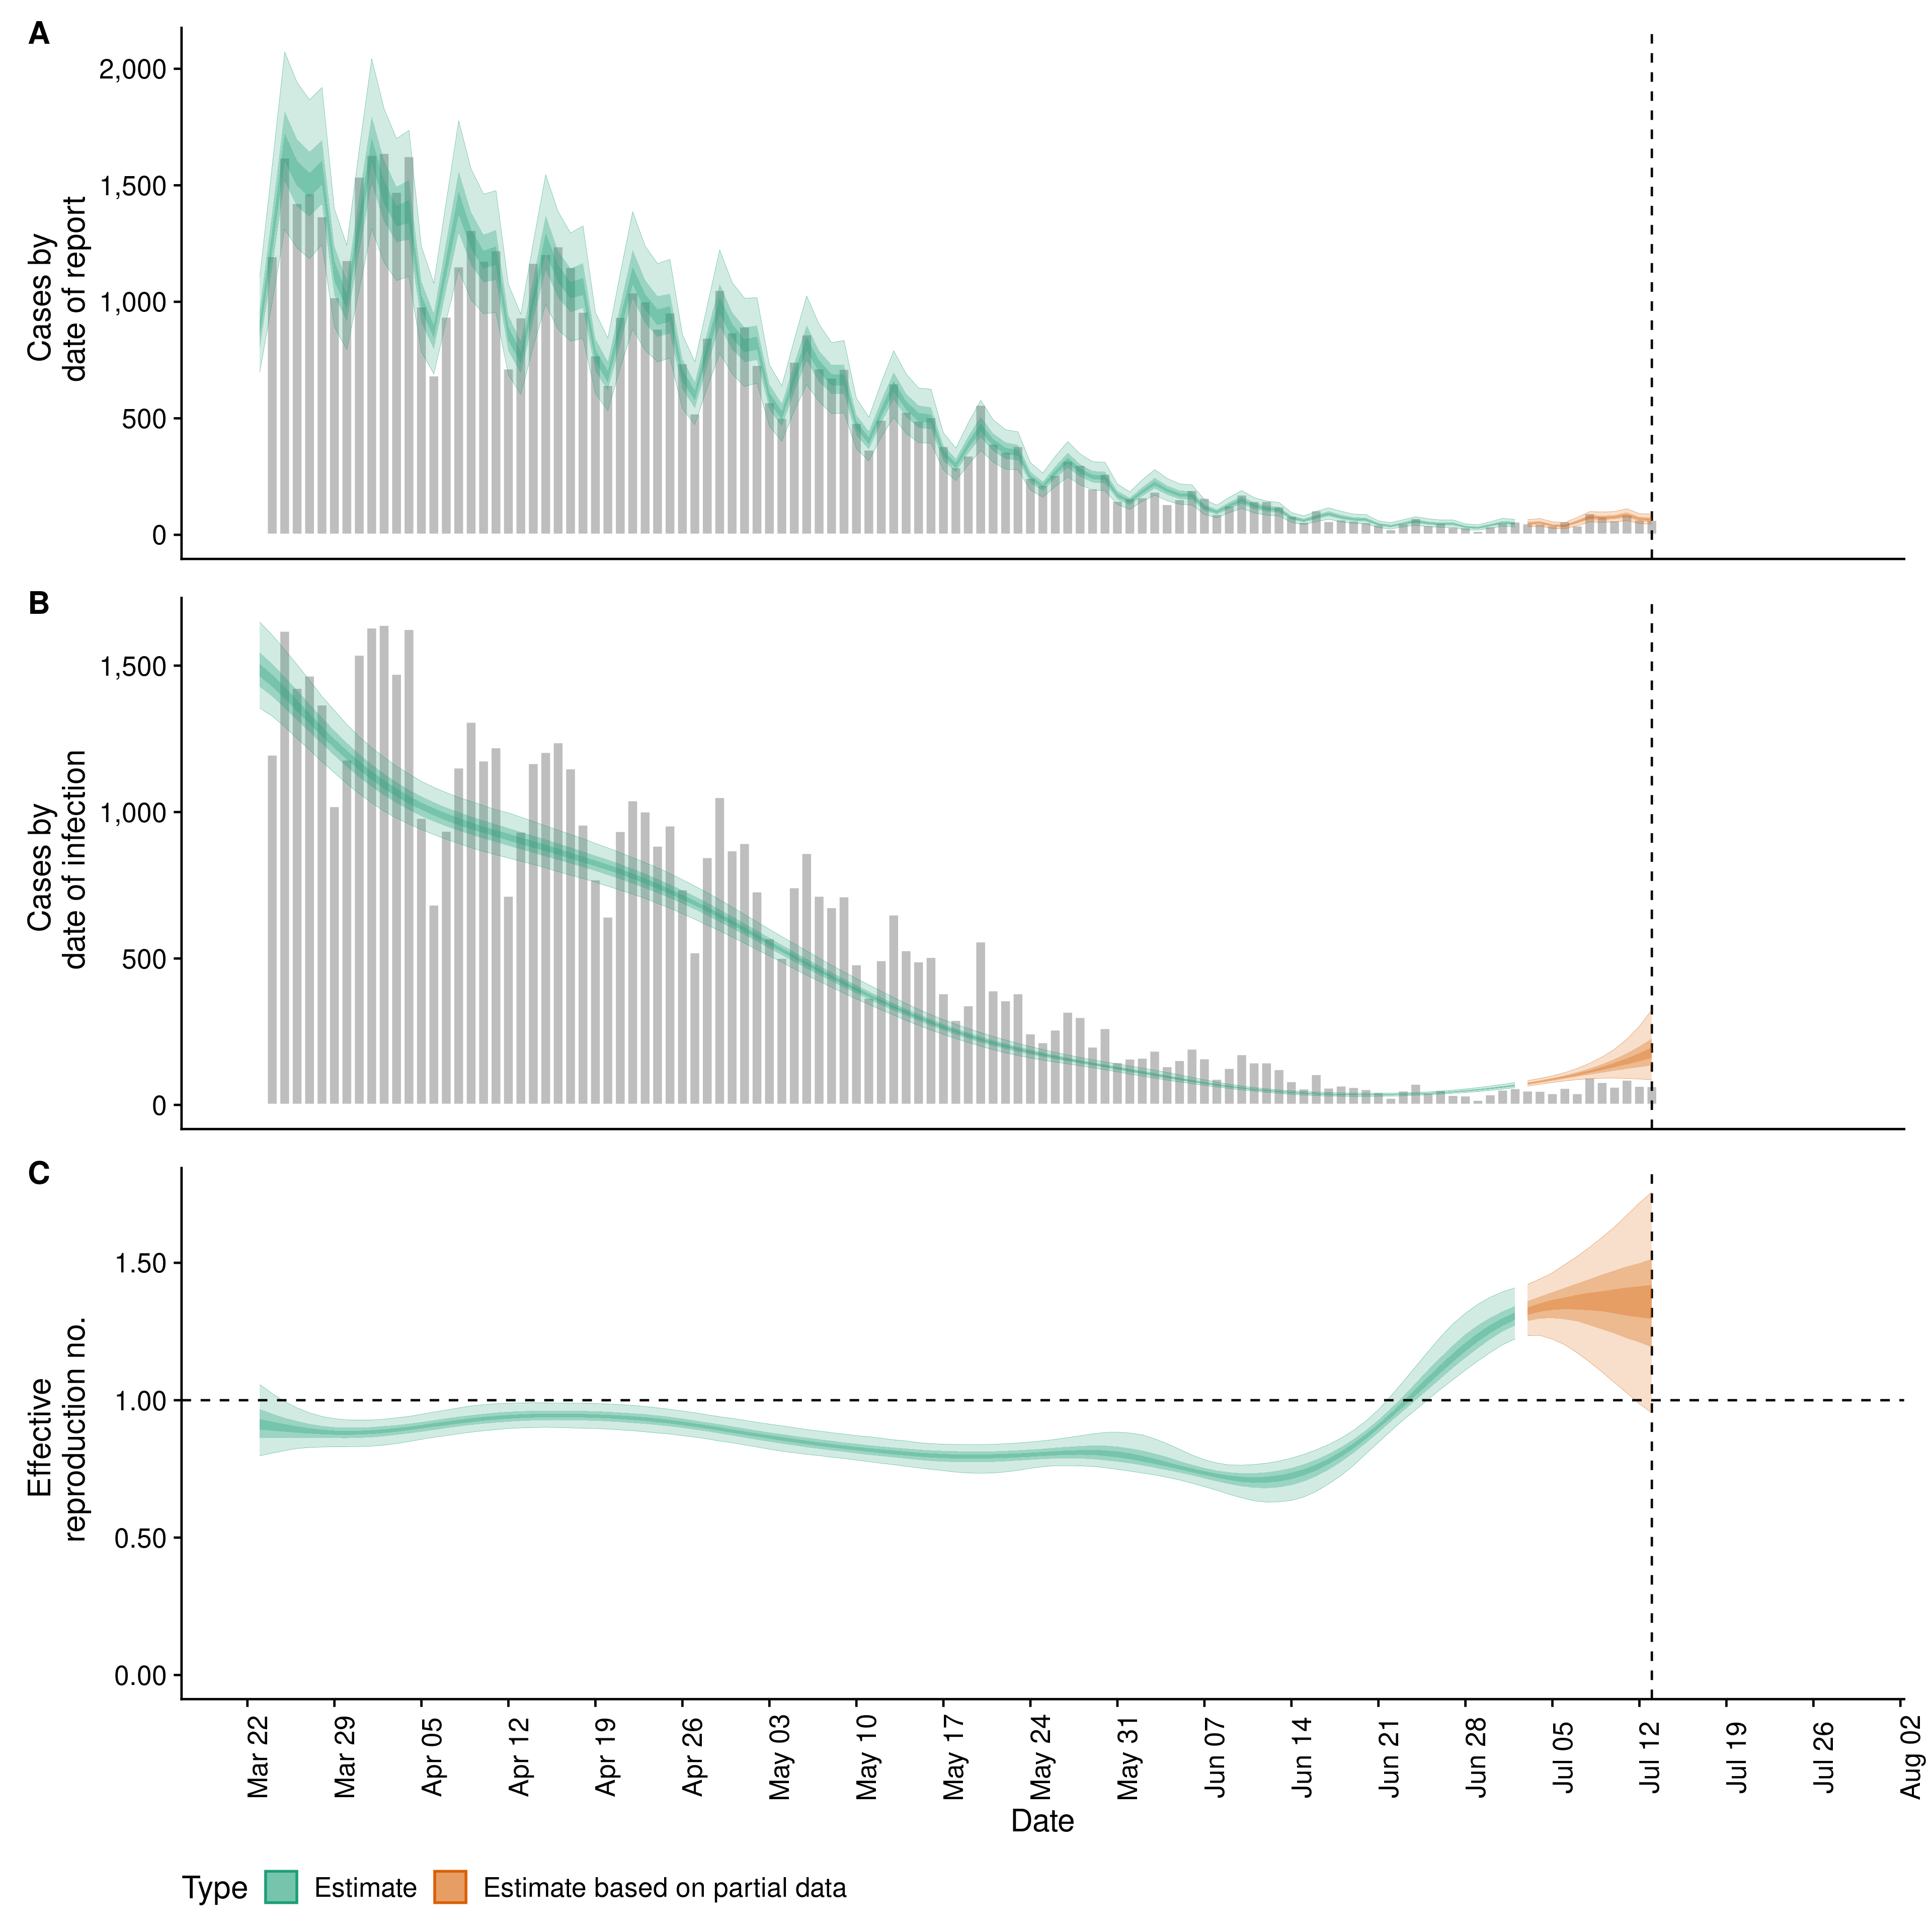 A
Cases by
date of report
2,000
1,500
1,000
500
0
B
Cases by
date of infection
1,500
1,000
500
0
C
Effective
reproduction no.
1.50
1.00
0.50
0.00
Mar 22
Mar 29
Apr 05
Apr 12
Apr 19
Apr 26
May 03
May 10
May 17
May 24
May 31
Jun 07
Jun 14
Jun 21
Jun 28
Jul 05
Jul 12
Jul 19
Jul 26
Aug 02
Date
Type Estimate Estimate based on partial data